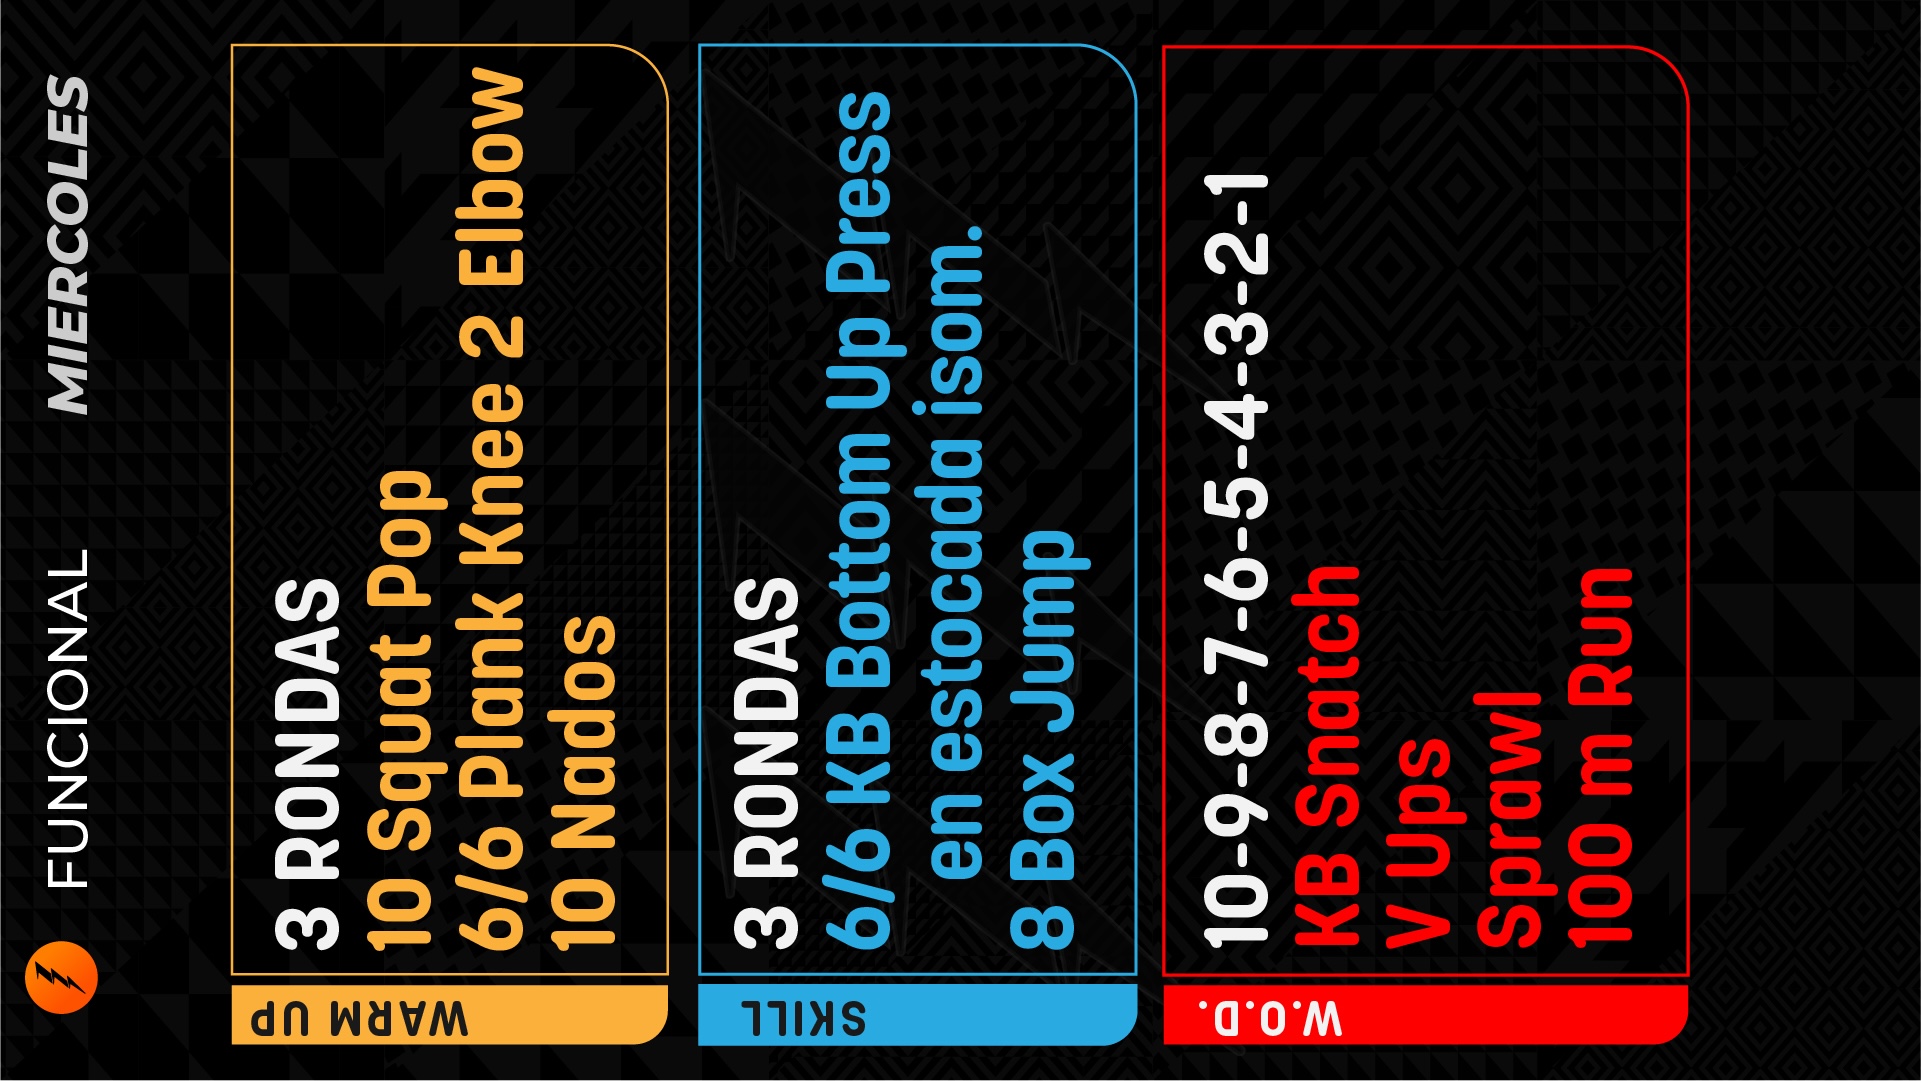 FUNCIONAL
MIERCOLES
WARM UP
3 RONDAS
10 Squat Pop
6/6 Plank Knee 2 Elbow
10 Nados
SKILL
3 RONDAS
6/6 KB Bottom Up Press
en estocada isom.
8 Box Jump
W.O.D.
10-9-8-7-6-5-4-3-2-1
KB Snatch
V Ups
Sprawl
100 m Run